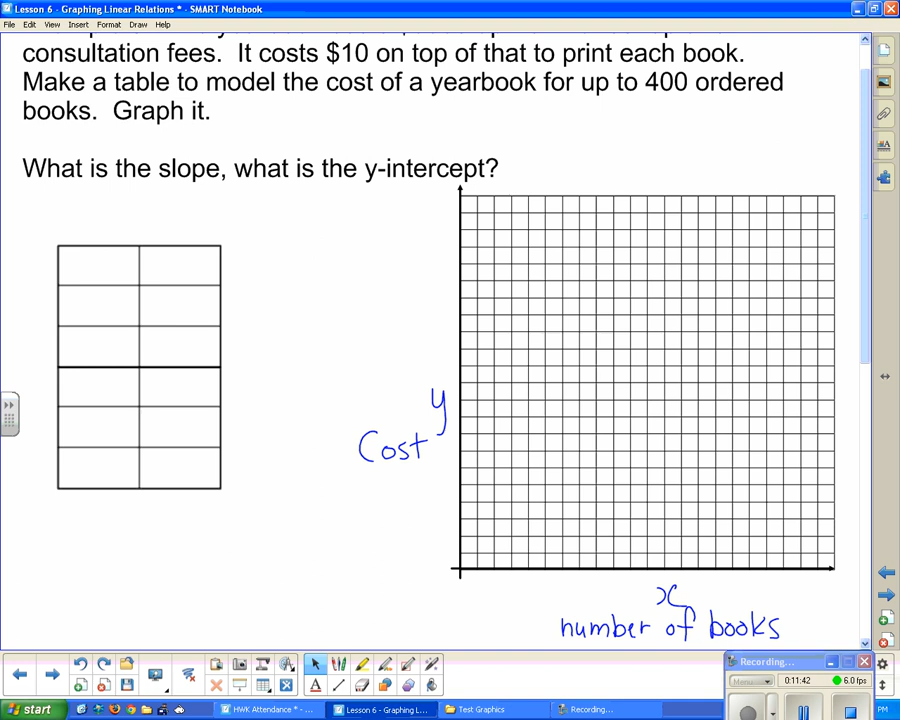 Lesson 6 - Graphing Linear Relations * - SMART Notebook
File Edit View Insert Format Draw Help
consultation fees. It costs $10 on top of that to print each book.
Make a table to model the cost of a yearbook for up to 400 ordered
books. Graph it.
What is the slope, what is the y-intercept?
y
Cost
x
number of books
Recording...
Menu
0:11:42
6.0 fps
start
HWK Attendance * - ...
Lesson 6 - Graphing L...
Test Graphics
Recording...
PM